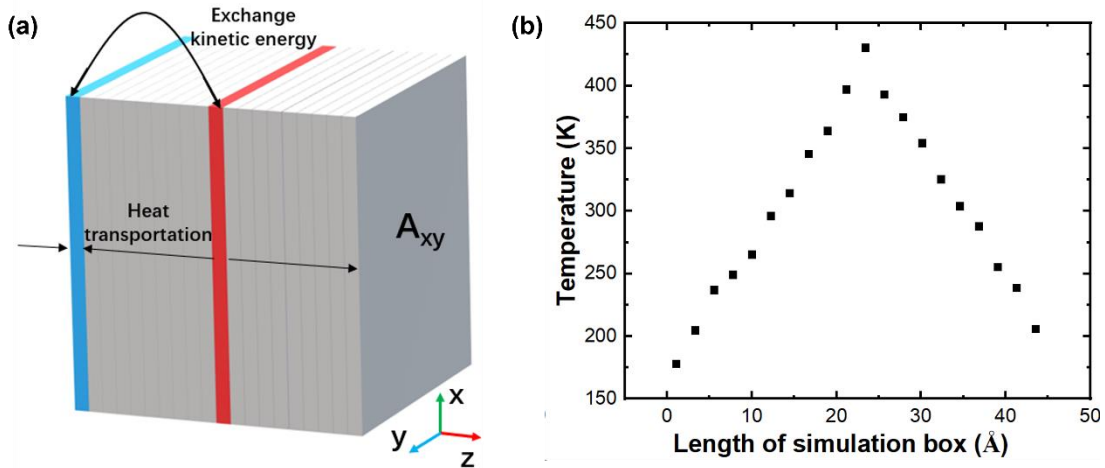 (a)
Exchange
kinetic energy
Heat
transportation
Axy
x
y
z
(b)
Temperature (K)
450
400
350
300
250
200
150
0
10
20
30
40
50
Length of simulation box (Å)